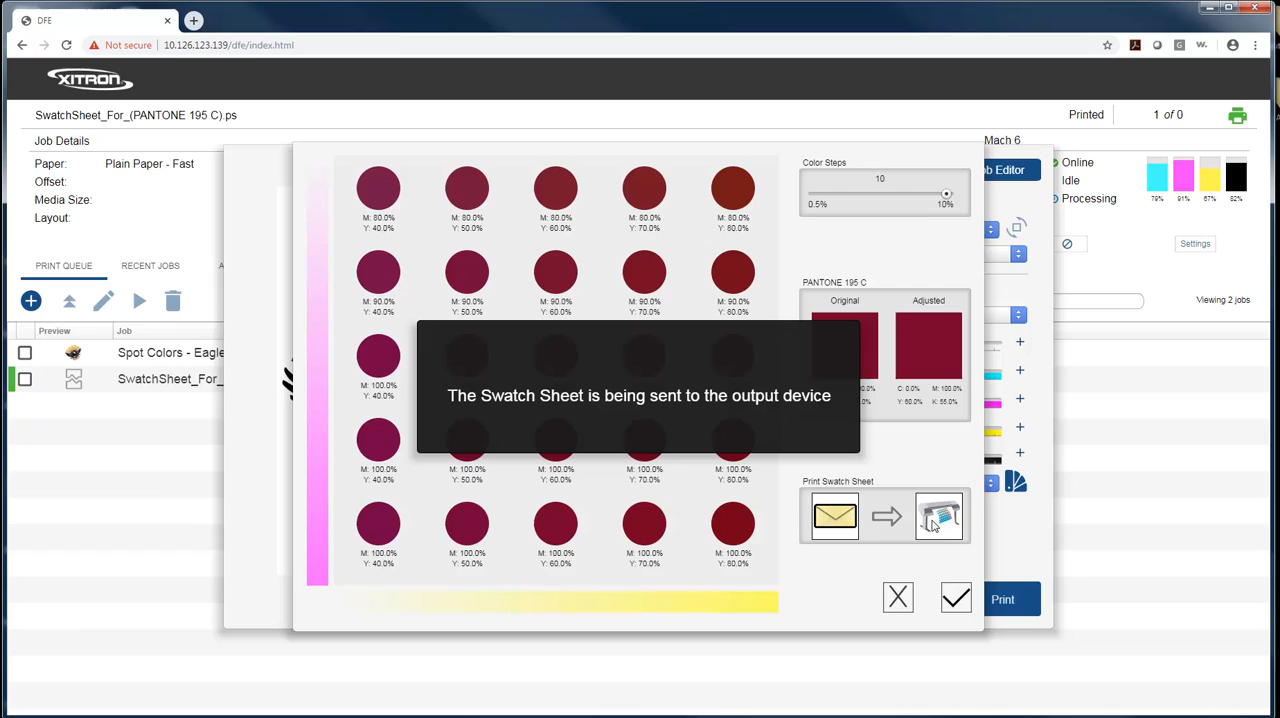 DFE
Not secure 10.126.123.139/dfe/index.html
XITRON
SwatchSheet_For_(PANTONE 195 C).ps
Printed 1 of 0
Job Details
Mach 6
Paper: Plain Paper - Fast
Offset:
Media Size:
Layout:
Job Editor
Online
Idle
Processing
79% 91% 67% 82%
Settings
PRINT QUEUE RECENT JOBS
Viewing 2 jobs
Preview Job
Spot Colors - Eagle
SwatchSheet_For_
M: 80.0% M: 80.0% M: 80.0% M: 80.0% M: 80.0%
Y: 40.0% Y: 50.0% Y: 60.0% Y: 70.0% Y: 80.0%
M: 90.0% M: 90.0% M: 90.0% M: 90.0% M: 90.0%
Y: 40.0% Y: 50.0% Y: 60.0% Y: 70.0% Y: 80.0%
M: 100.0%
Y: 40.0%
M: 100.0% M: 100.0% M: 100.0% M: 100.0% M: 100.0%
Y: 40.0% Y: 50.0% Y: 60.0% Y: 70.0% Y: 80.0%
M: 100.0% M: 100.0% M: 100.0% M: 100.0% M: 100.0%
Y: 40.0% Y: 50.0% Y: 60.0% Y: 70.0% Y: 80.0%
The Swatch Sheet is being sent to the output device
Color Steps
10
0.5% 10%
PANTONE 195 C
Original Adjusted
C: 0.0% M: 100.0%
Y: 60.0% K: 55.0%
Print Swatch Sheet
Print